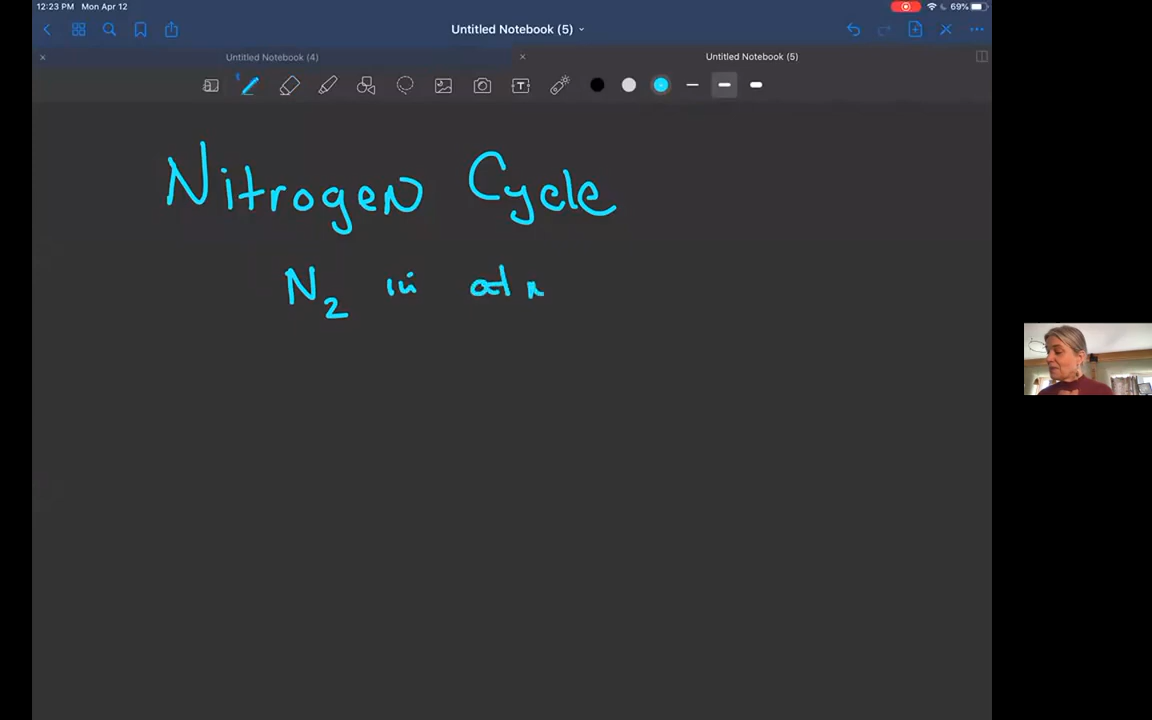 12:23 PM Mon Apr 12
69%
Untitled Notebook (5)
Untitled Notebook (4)
Untitled Notebook (5)
Nitrogen Cycle
N2 in atm